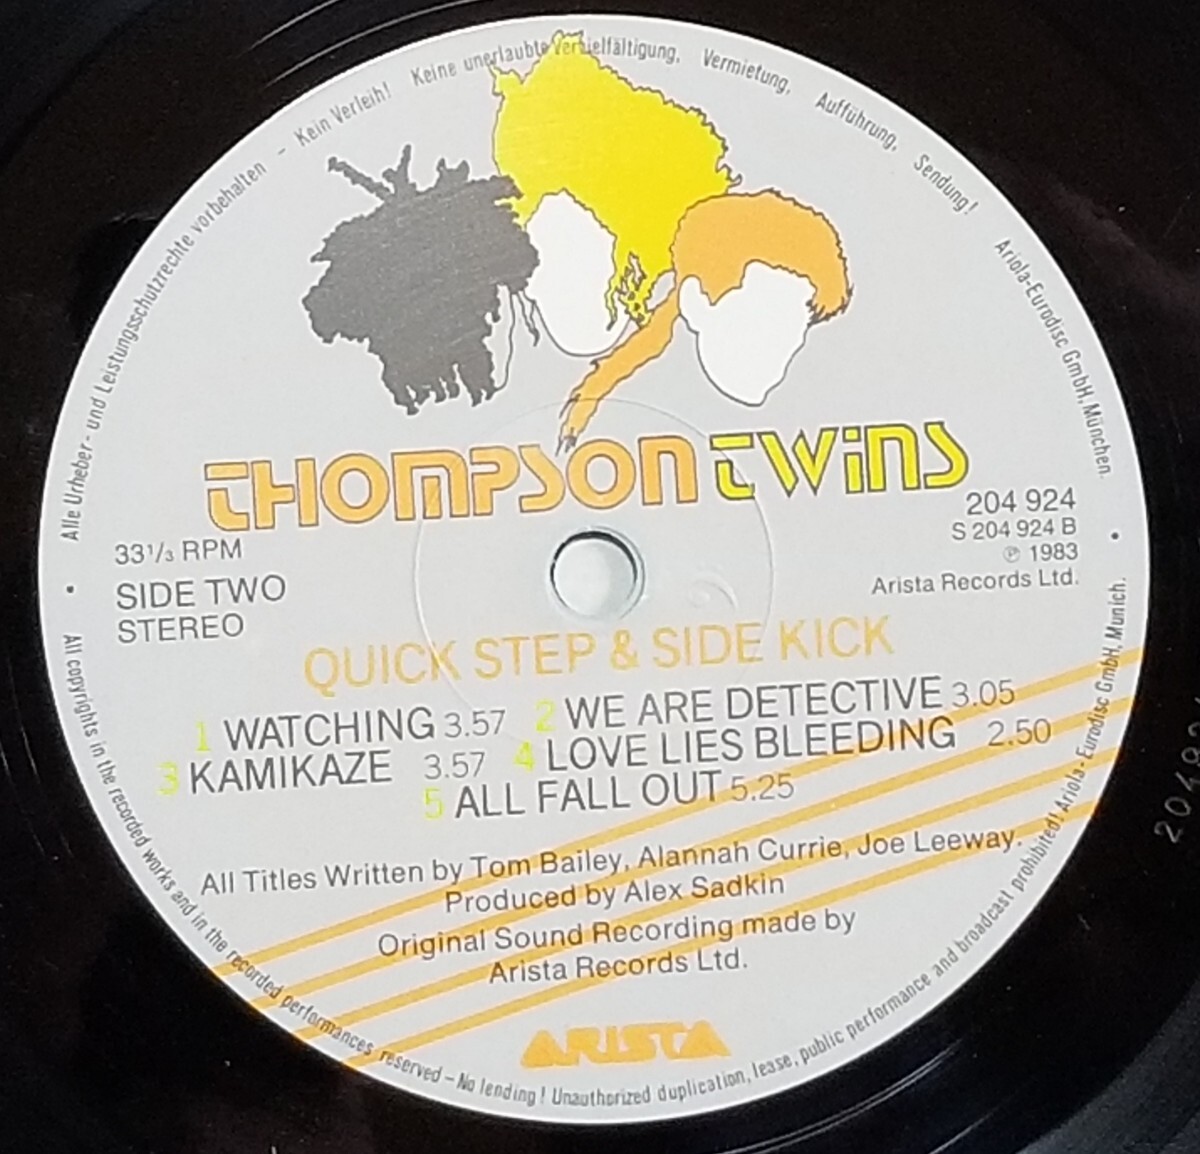 Alle Urheber- und Leistungsschutzrechte vorbehalten - Kein Verleih! Keine unerlaubte Vervielfältigung, Vermietung, Aufführung, Sendung!
Ariola-Eurodisc GmbH, München.
THOMPSON TWINS
204 924
S 204 924 B
℗ 1983
Arista Records Ltd.
33 1/3 RPM
SIDE TWO
STEREO
QUICK STEP & SIDE KICK
1 WATCHING 3.57 2 WE ARE DETECTIVE 3.05
3 KAMIKAZE 3.57 4 LOVE LIES BLEEDING 2.50
5 ALL FALL OUT 5.25
All Titles Written by Tom Bailey, Alannah Currie, Joe Leeway.
Produced by Alex Sadkin
Original Sound Recording made by
Arista Records Ltd.
ARISTA
All copyrights in the recorded works and in the recorded performances reserved – No lending! Unauthorized duplication, lease, public performance and broadcast prohibited! Ariola-Eurodisc GmbH, Munich.